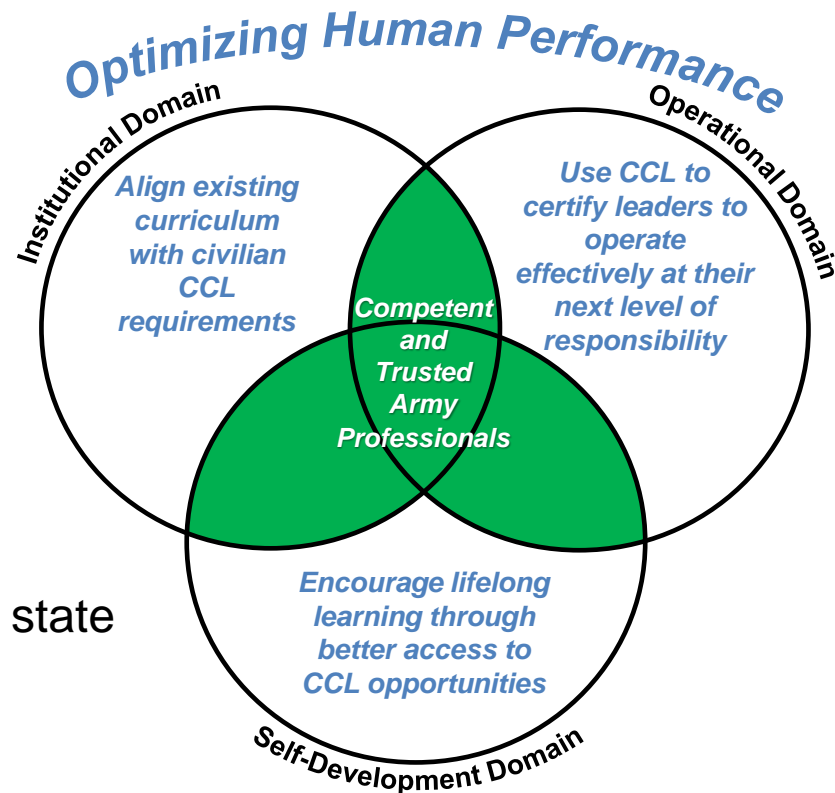 Optimizing Human Performance
Institutional Domain
Operational Domain
Align existing
curriculum
with civilian
CCL
requirements
Use CCL to
certify leaders to
operate
effectively at their
next level of
responsibility
Competent
and
Trusted
Army
Professionals
Encourage lifelong
learning through
better access to
CCL opportunities
state
Self-Development Domain